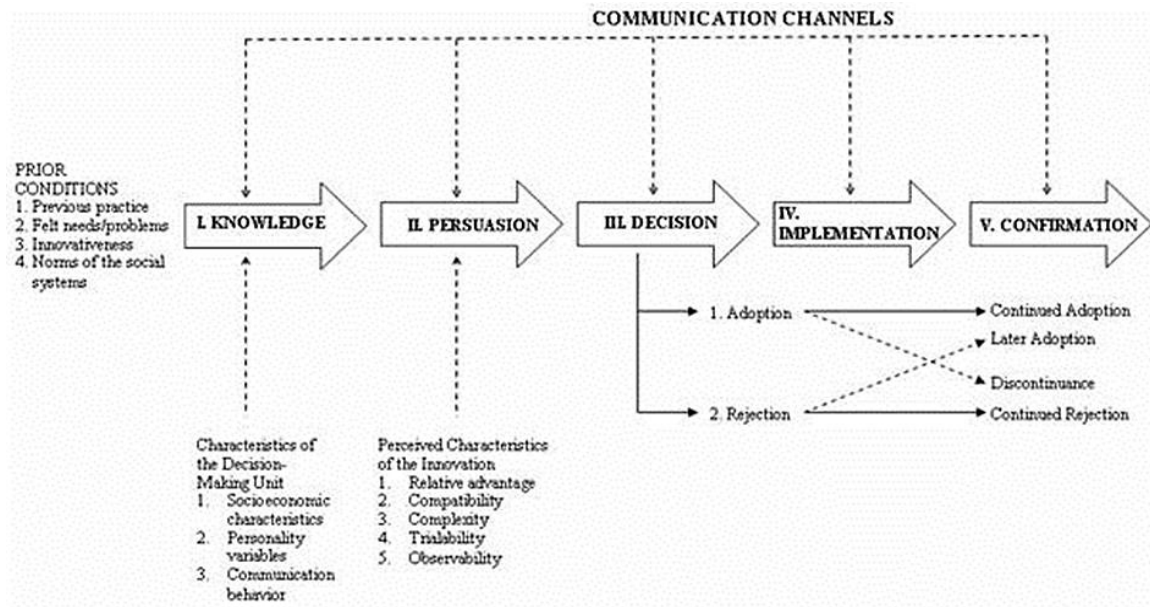 COMMUNICATION CHANNELS
PRIOR
CONDITIONS
1. Previous practice
2. Felt needs/problems
3. Innovativeness
4. Norms of the social
systems
I. KNOWLEDGE
II. PERSUASION
III. DECISION
IV.
IMPLEMENTATION
V. CONFIRMATION
1. Adoption
Continued Adoption
Later Adoption
Discontinuance
2. Rejection
Continued Rejection
Characteristics of
the Decision-
Making Unit
1. Socioeconomic
characteristics
2. Personality
variables
3. Communication
behavior
Perceived Characteristics
of the Innovation
1. Relative advantage
2. Compatibility
3. Complexity
4. Trialability
5. Observability